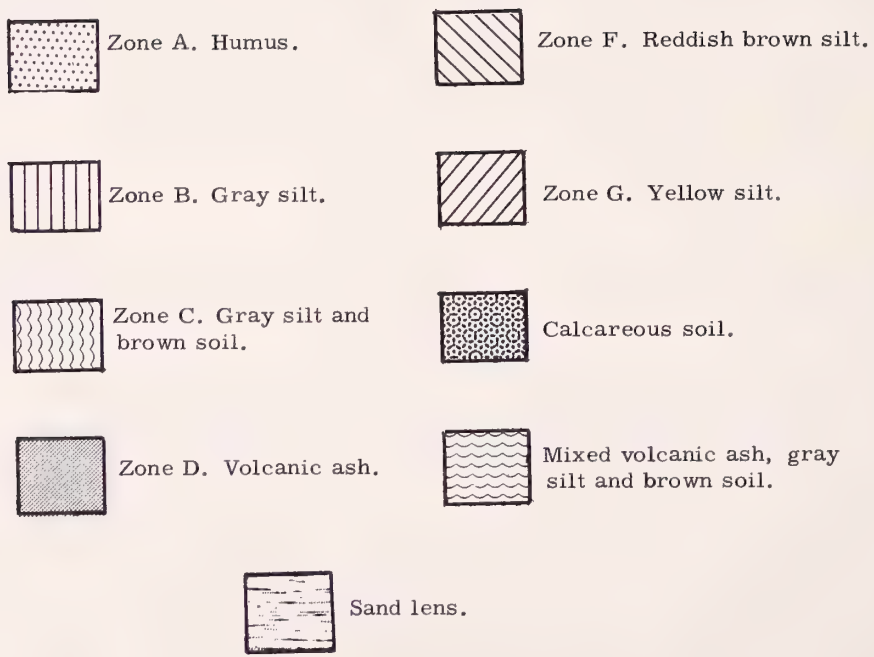 Zone A. Humus.
Zone B. Gray silt.
Zone C. Gray silt and
brown soil.
Zone D. Volcanic ash.
Zone F. Reddish brown silt.
Zone G. Yellow silt.
Calcareous soil.
Mixed volcanic ash, gray
silt and brown soil.
Sand lens.